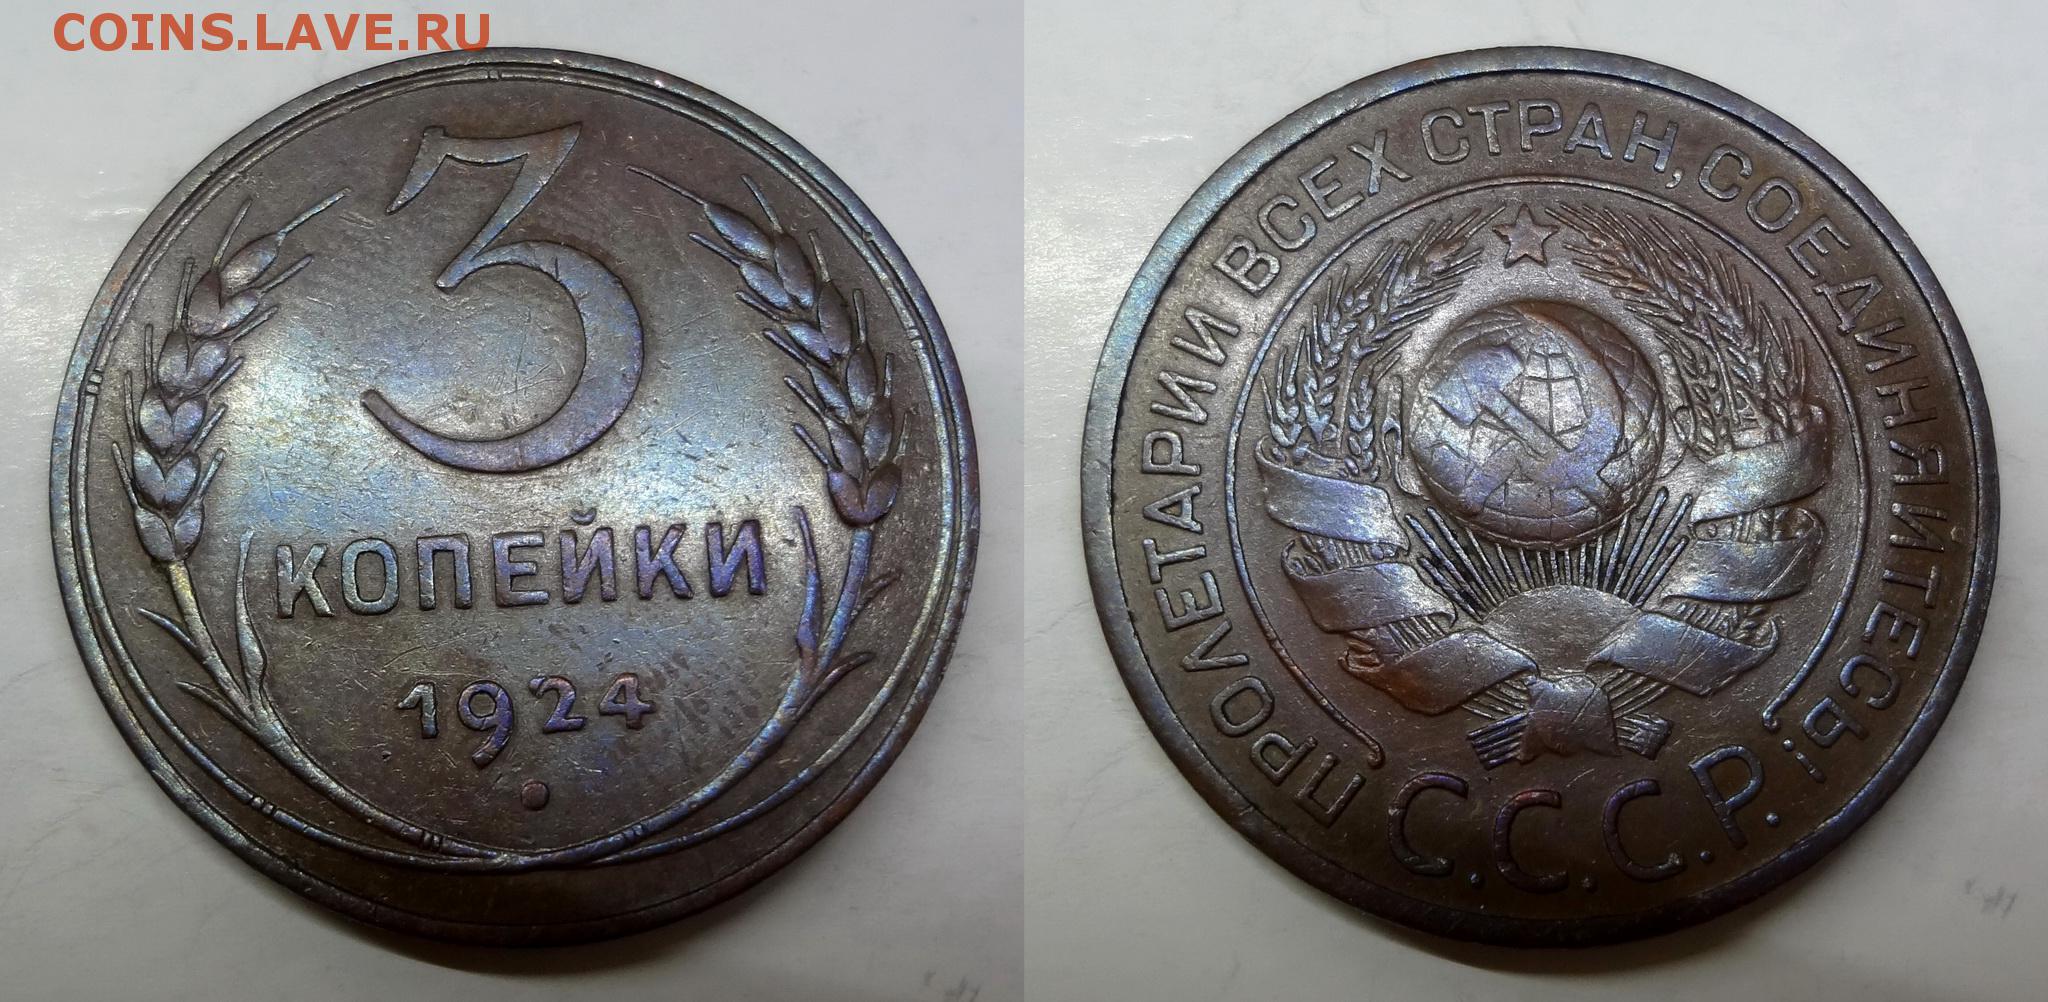 COINS.LAVE.RU
3
КОПЕЙКИ
1924
ПРОЛЕТАРИИ ВСЕХ СТРАН, СОЕДИНЯЙТЕСЬ!
С.С.С.Р.